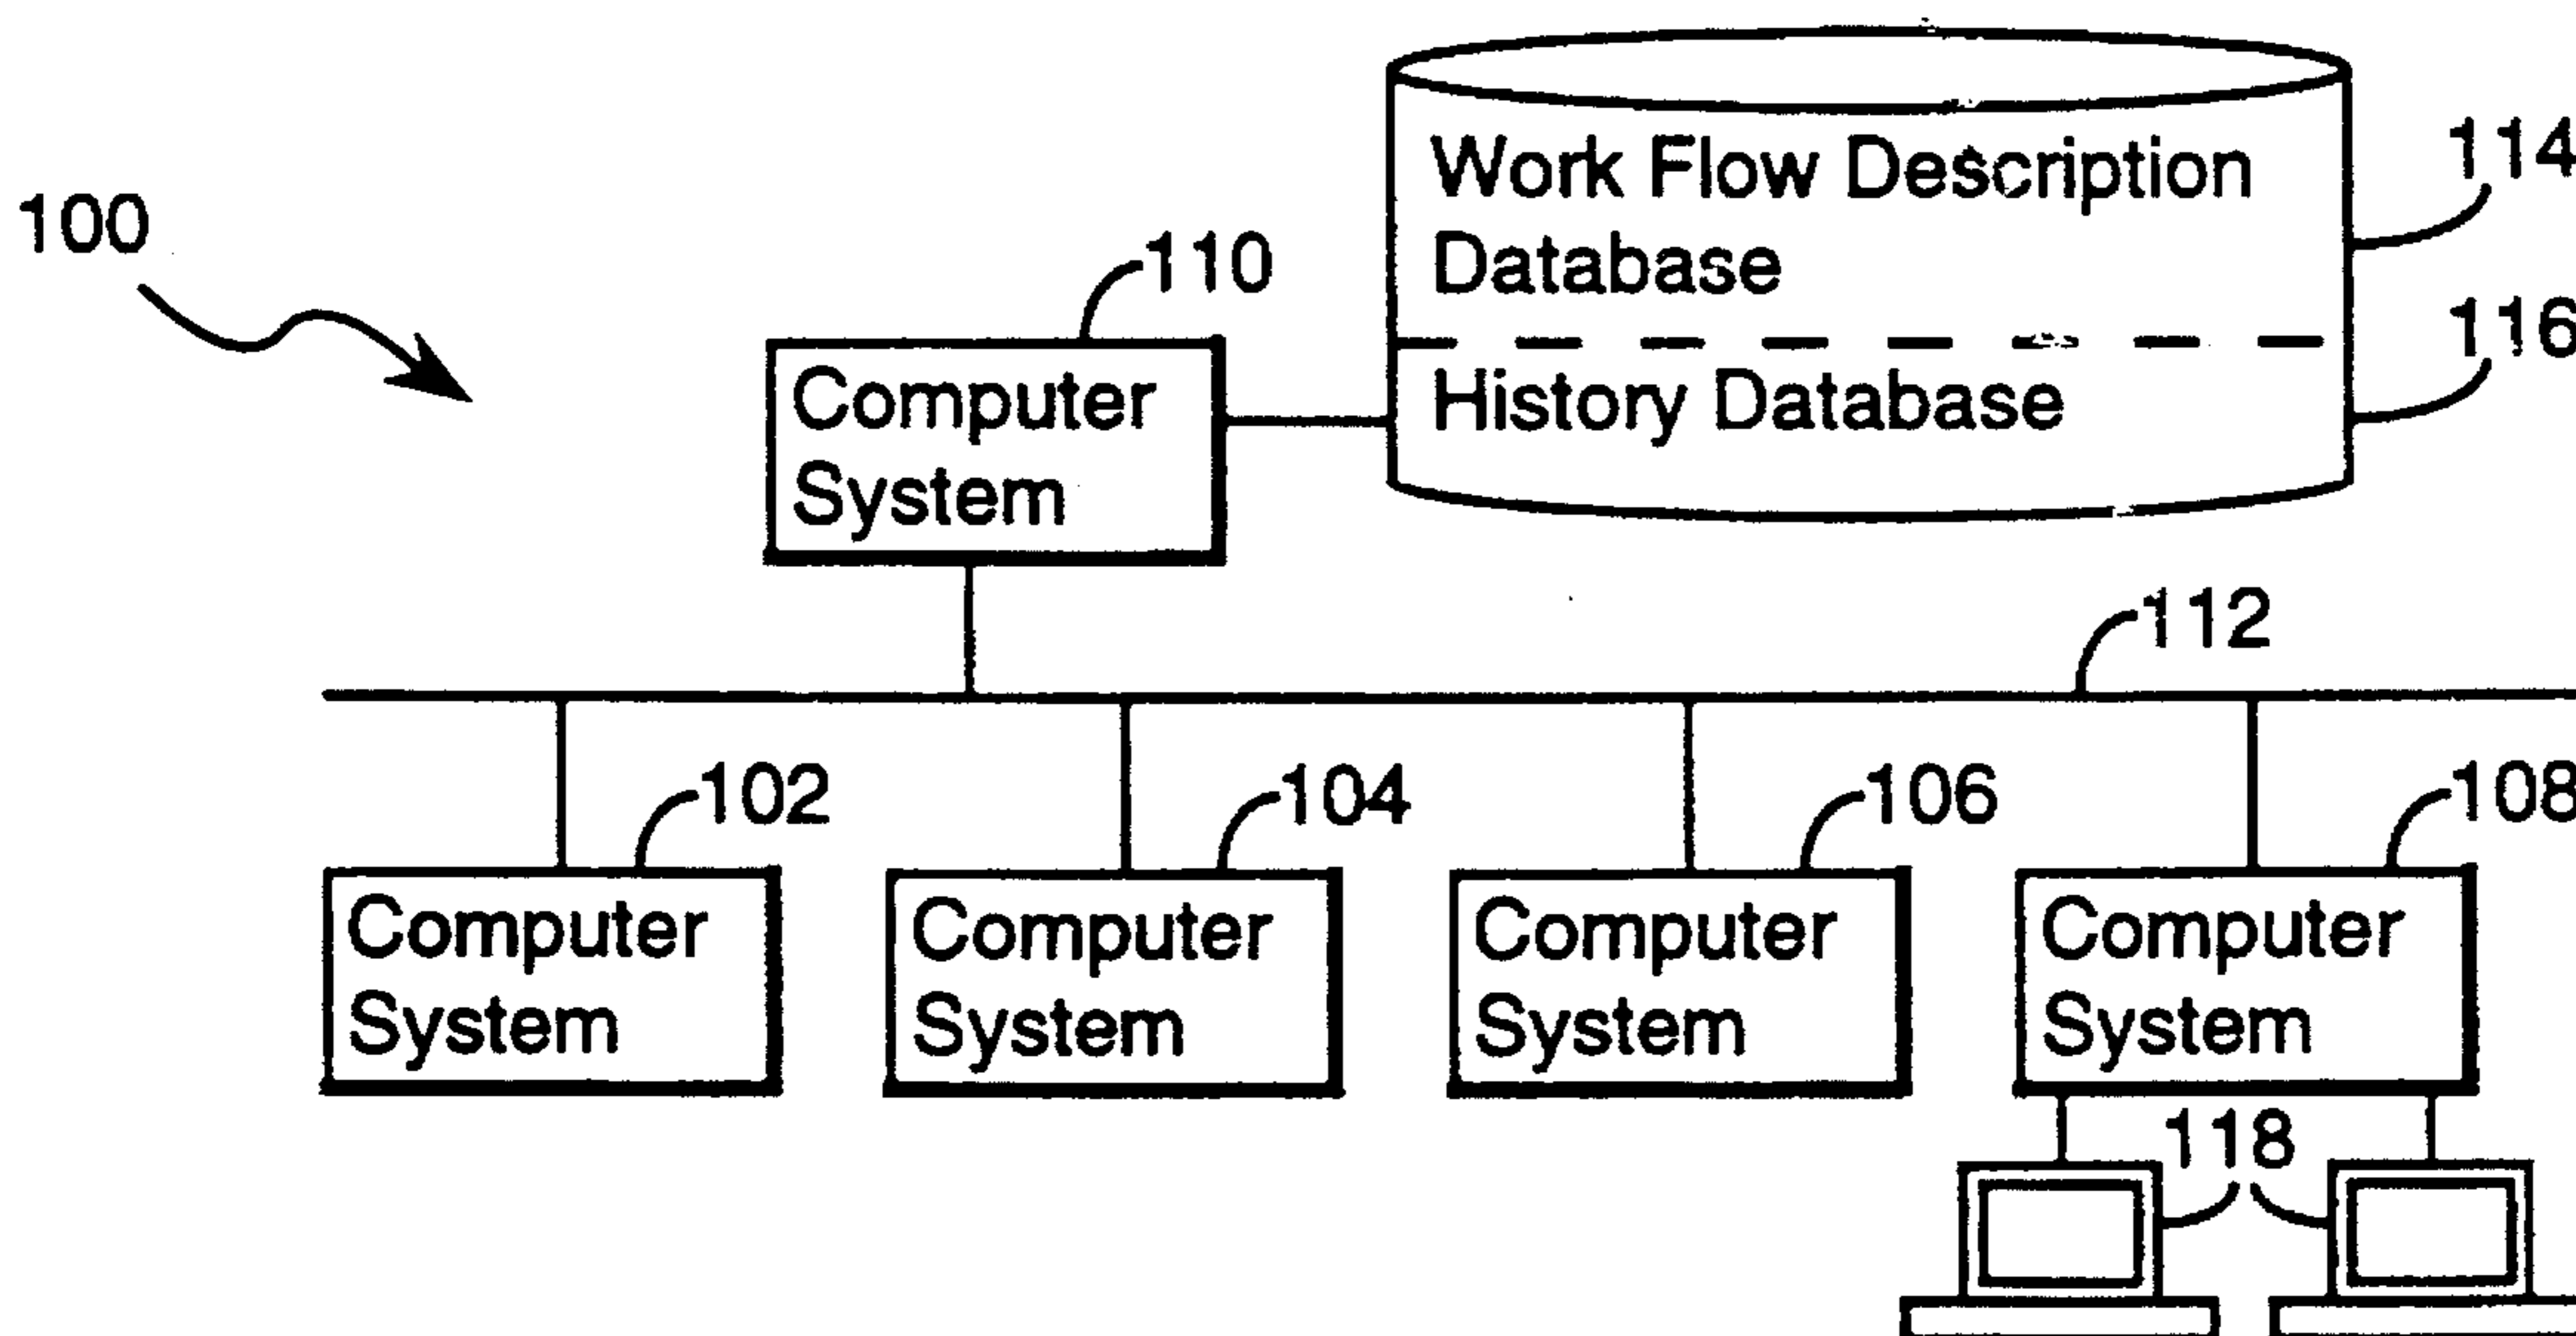 100
110
Work Flow Description
Database
114
History Database
116
Computer
System
112
102
104
106
108
Computer
System
Computer
System
Computer
System
Computer
System
118